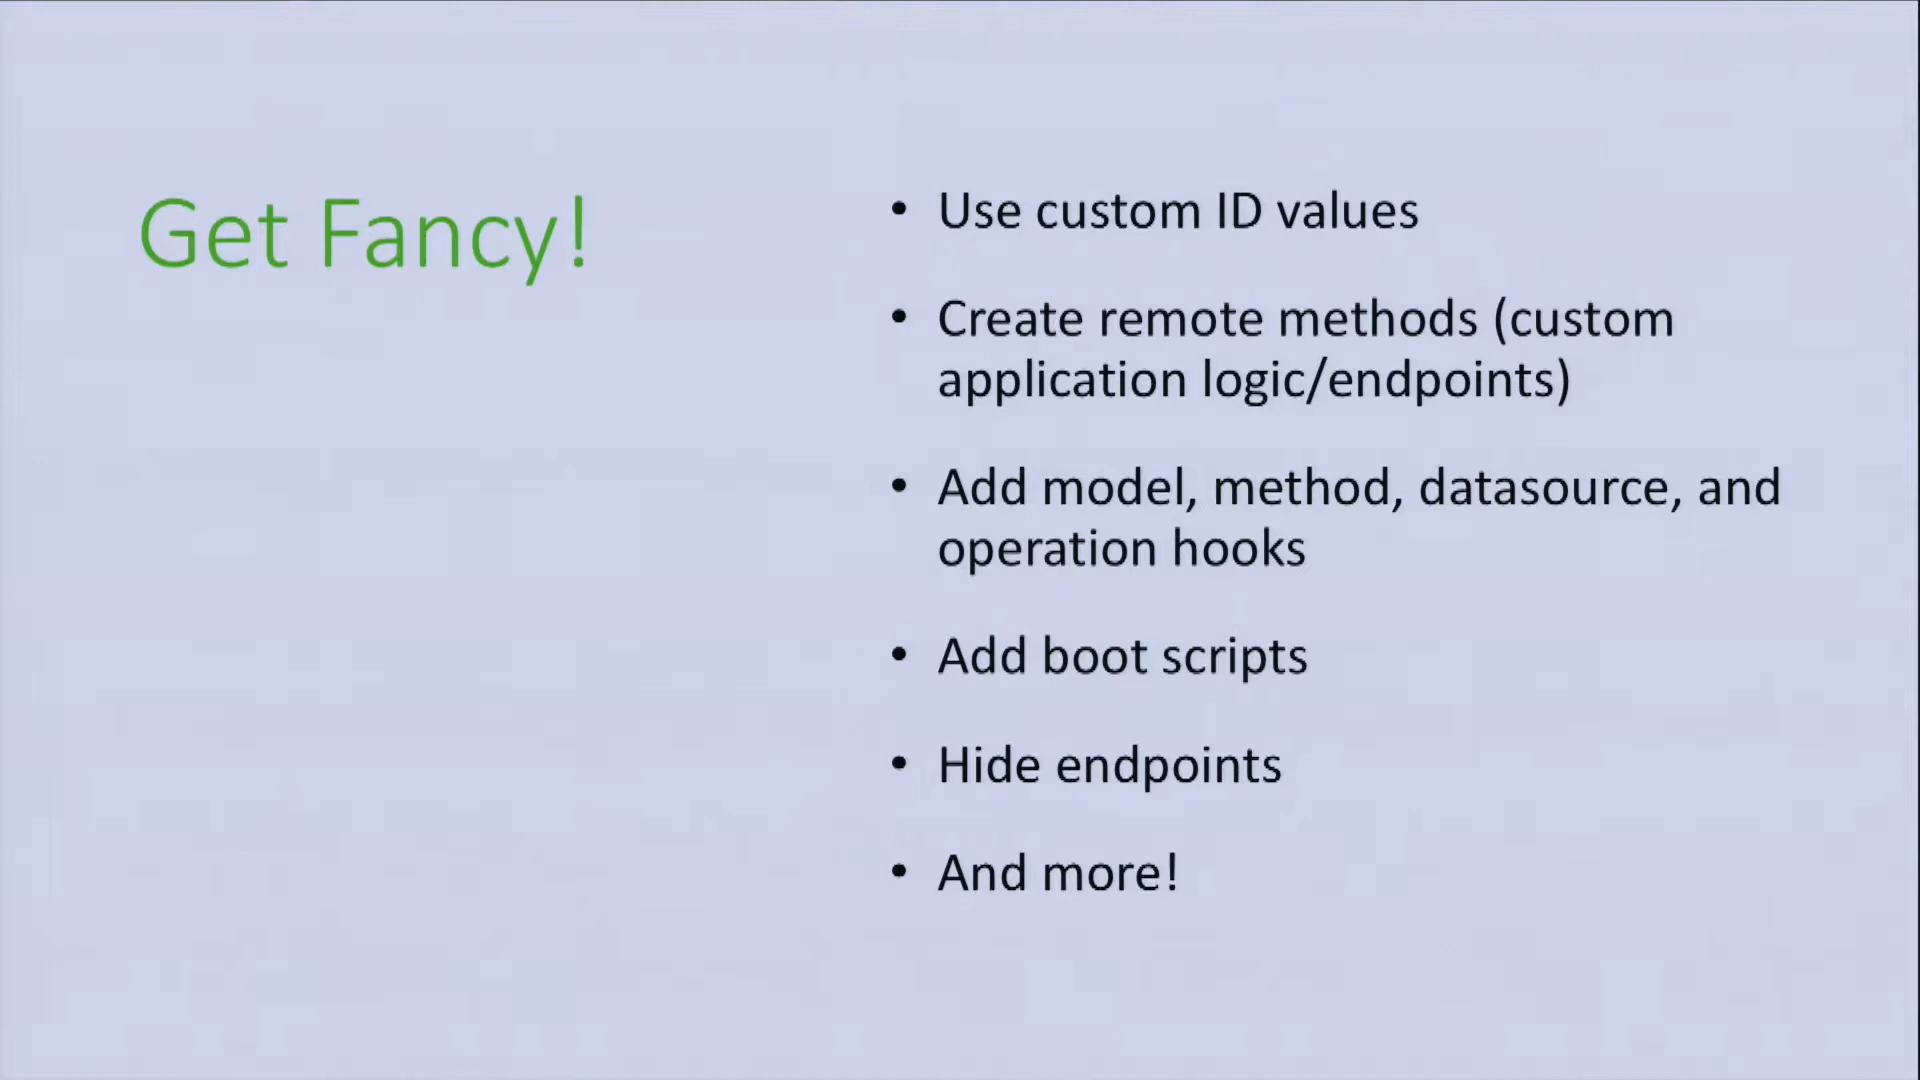 Get Fancy!
• Use custom ID values
• Create remote methods (custom
application logic/endpoints)
• Add model, method, datasource, and
operation hooks
• Add boot scripts
• Hide endpoints
• And more!